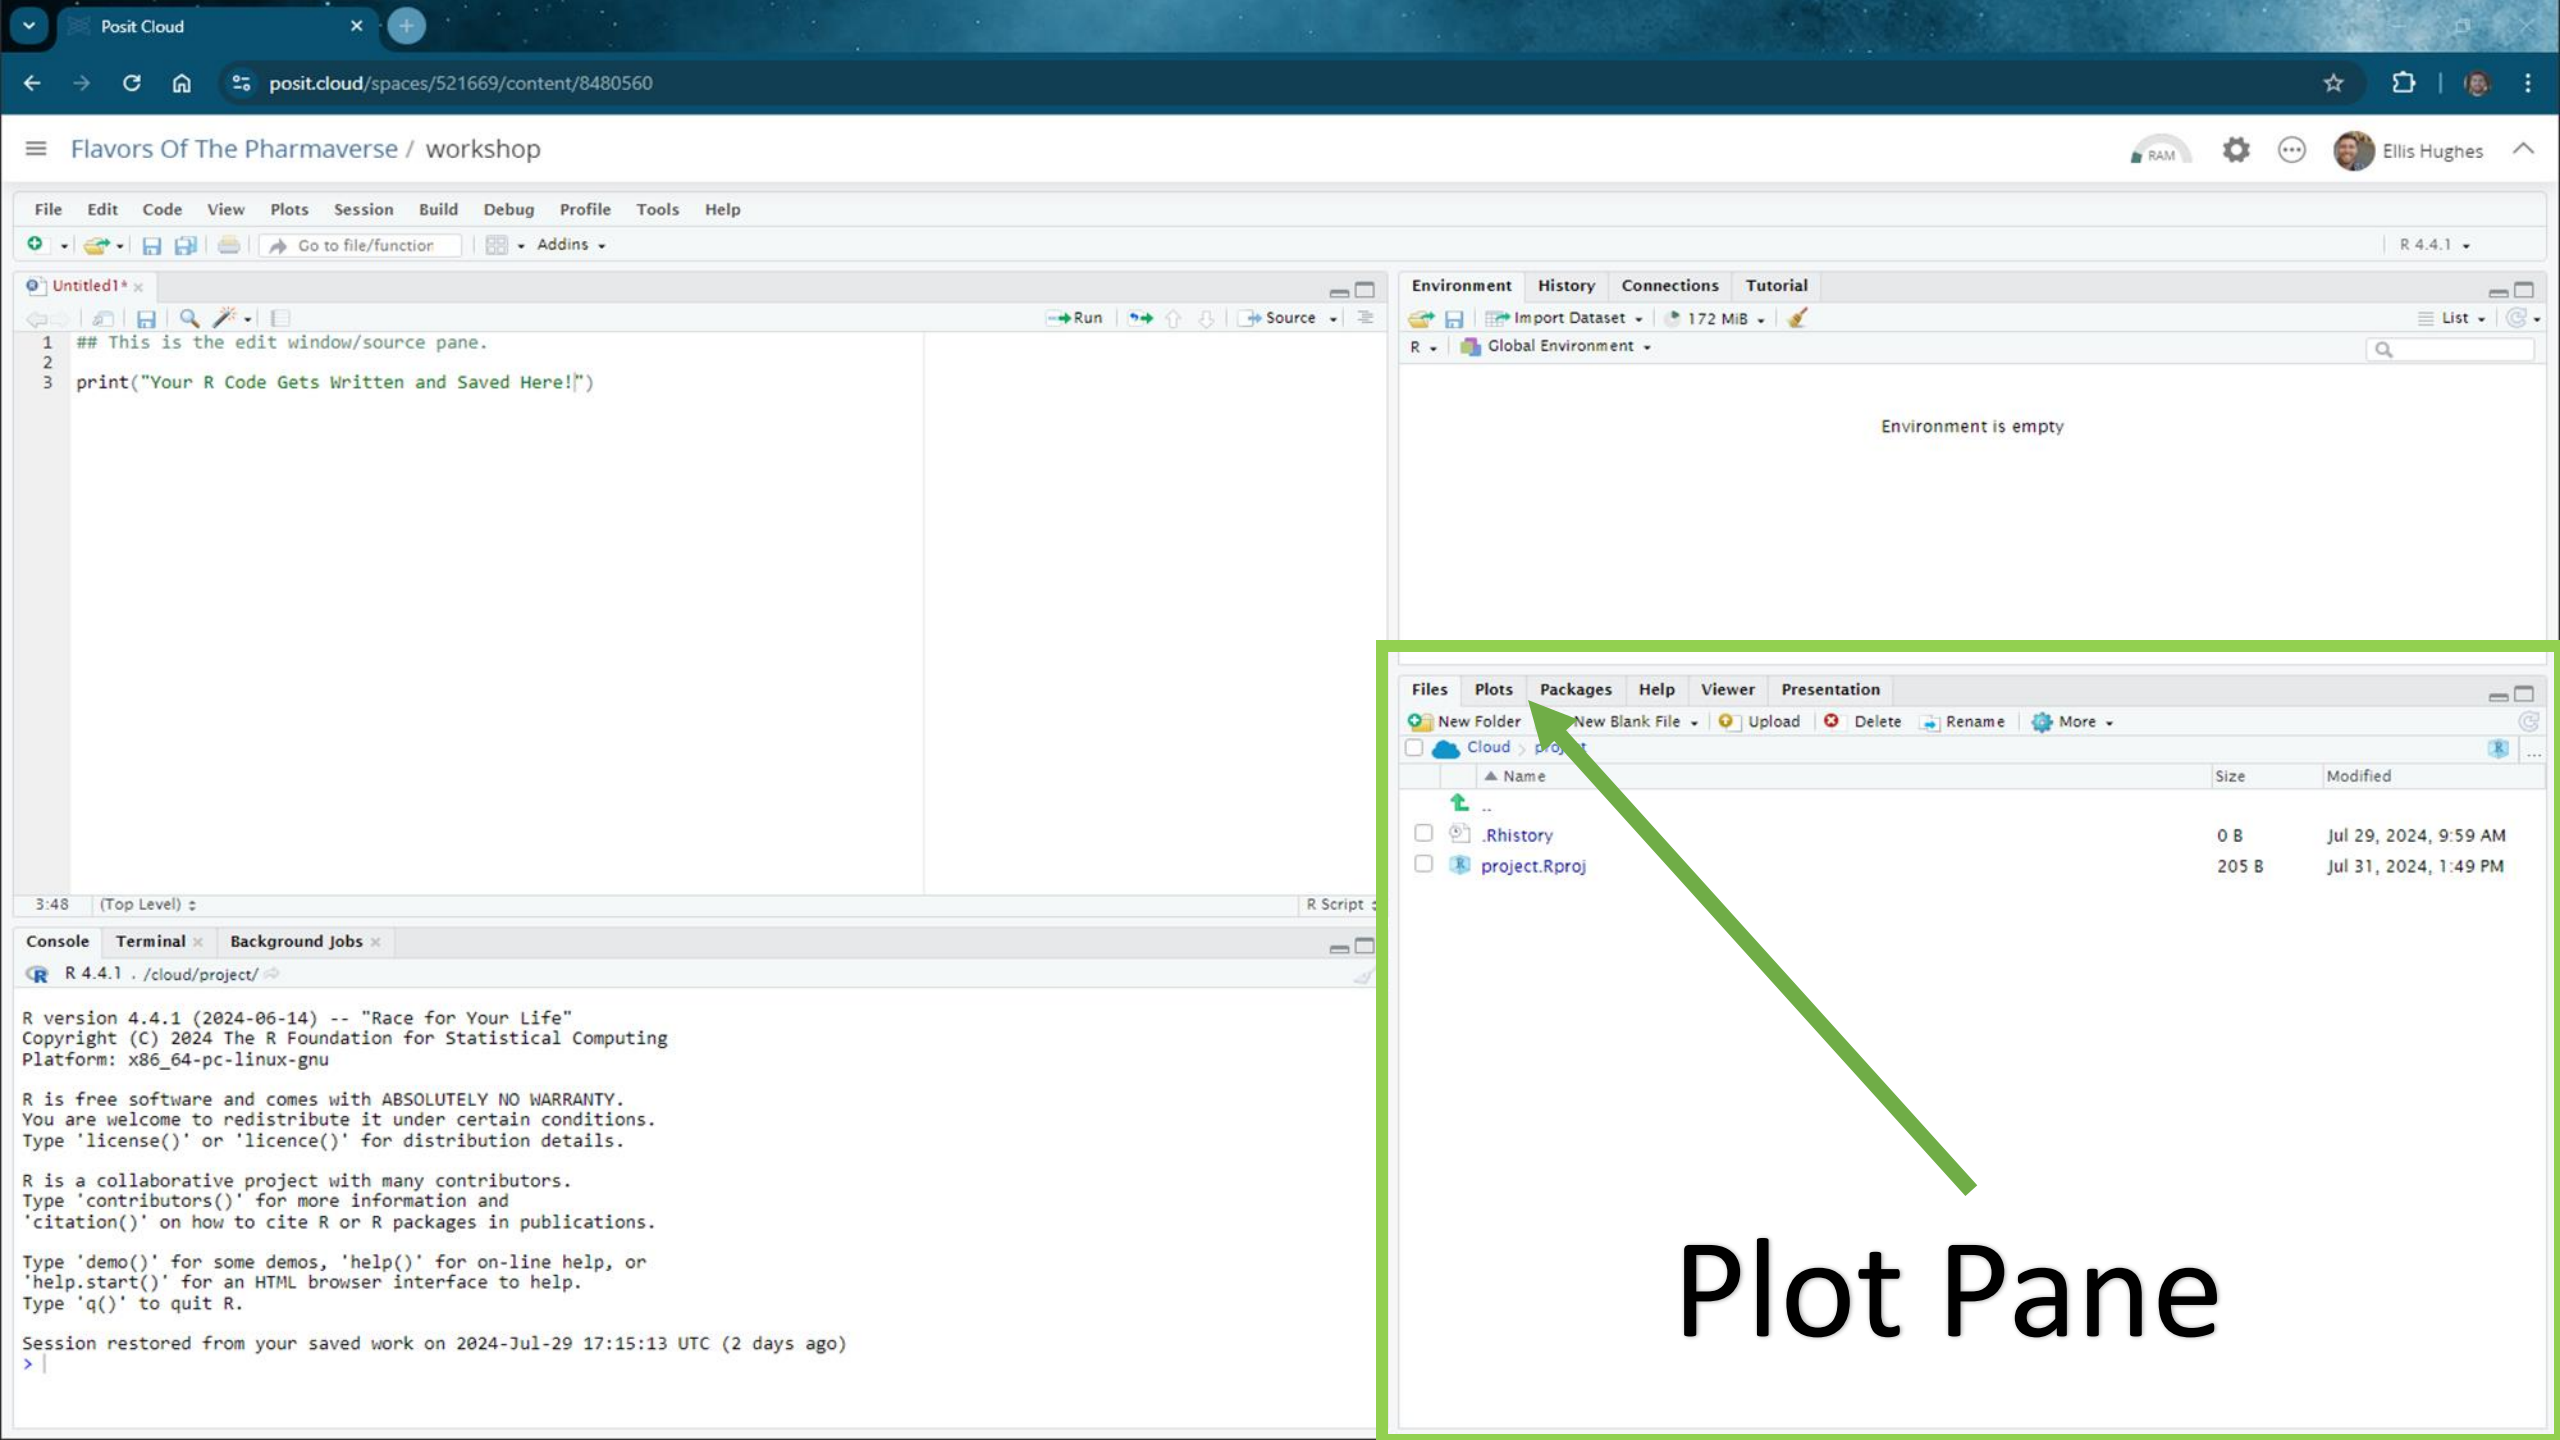 Posit Cloud
posit.cloud/spaces/521669/content/8480560
Flavors Of The Pharmaverse / workshop
RAM
Ellis Hughes
File Edit Code View Plots Session Build Debug Profile Tools Help
Go to file/function Addins
R 4.4.1
Untitled1*
Run Source
1 ## This is the edit window/source pane.
2
3 print("Your R Code Gets Written and Saved Here!")
3:48 (Top Level) R Script
Environment History Connections Tutorial
Import Dataset 172 MiB List
R Global Environment
Environment is empty
Console Terminal Background Jobs
R 4.4.1 . /cloud/project/
R version 4.4.1 (2024-06-14) -- "Race for Your Life"
Copyright (C) 2024 The R Foundation for Statistical Computing
Platform: x86_64-pc-linux-gnu
R is free software and comes with ABSOLUTELY NO WARRANTY.
You are welcome to redistribute it under certain conditions.
Type 'license()' or 'licence()' for distribution details.
R is a collaborative project with many contributors.
Type 'contributors()' for more information and
'citation()' on how to cite R or R packages in publications.
Type 'demo()' for some demos, 'help()' for on-line help, or
'help.start()' for an HTML browser interface to help.
Type 'q()' to quit R.
Session restored from your saved work on 2024-Jul-29 17:15:13 UTC (2 days ago)
>
Files Plots Packages Help Viewer Presentation
New Folder New Blank File Upload Delete Rename More
Cloud > project
Name Size Modified
..
.Rhistory 0 B Jul 29, 2024, 9:59 AM
project.Rproj 205 B Jul 31, 2024, 1:49 PM
Plot Pane